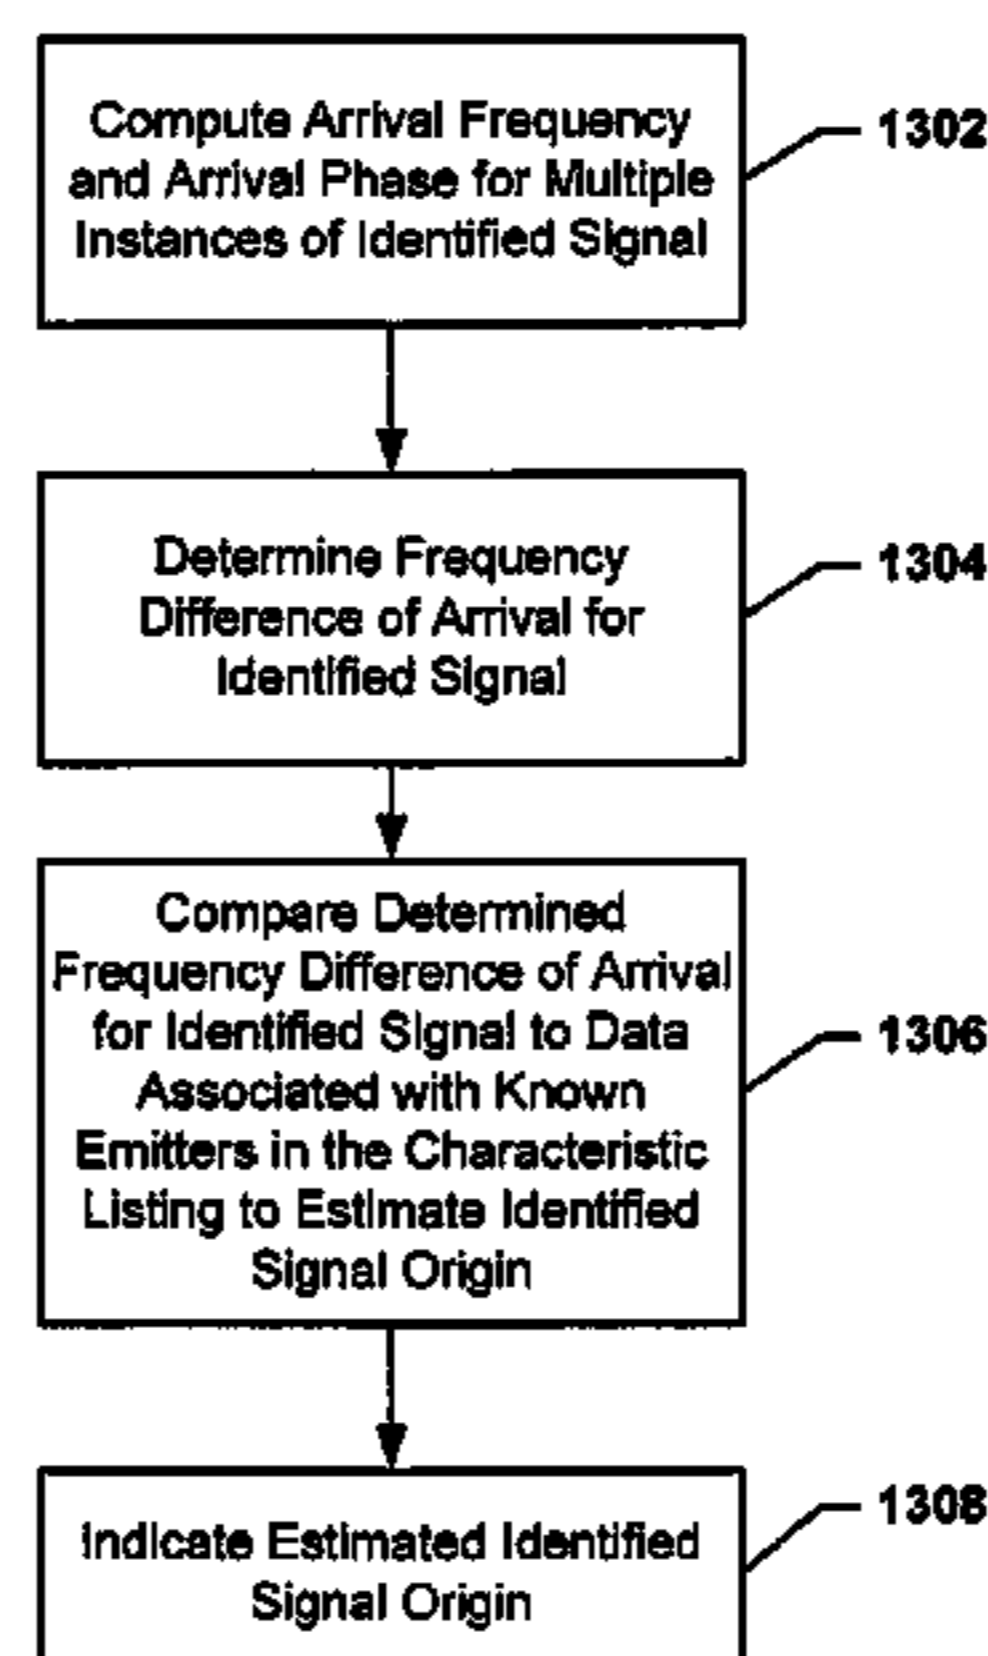 Compute Arrival Frequency
and Arrival Phase for Multiple
Instances of Identified Signal
1302
Determine Frequency
Difference of Arrival for
Identified Signal
1304
Compare Determined
Frequency Difference of Arrival
for Identified Signal to Data
Associated with Known
Emitters in the Characteristic
Listing to Estimate Identified
Signal Origin
1306
Indicate Estimated Identified
Signal Origin
1308